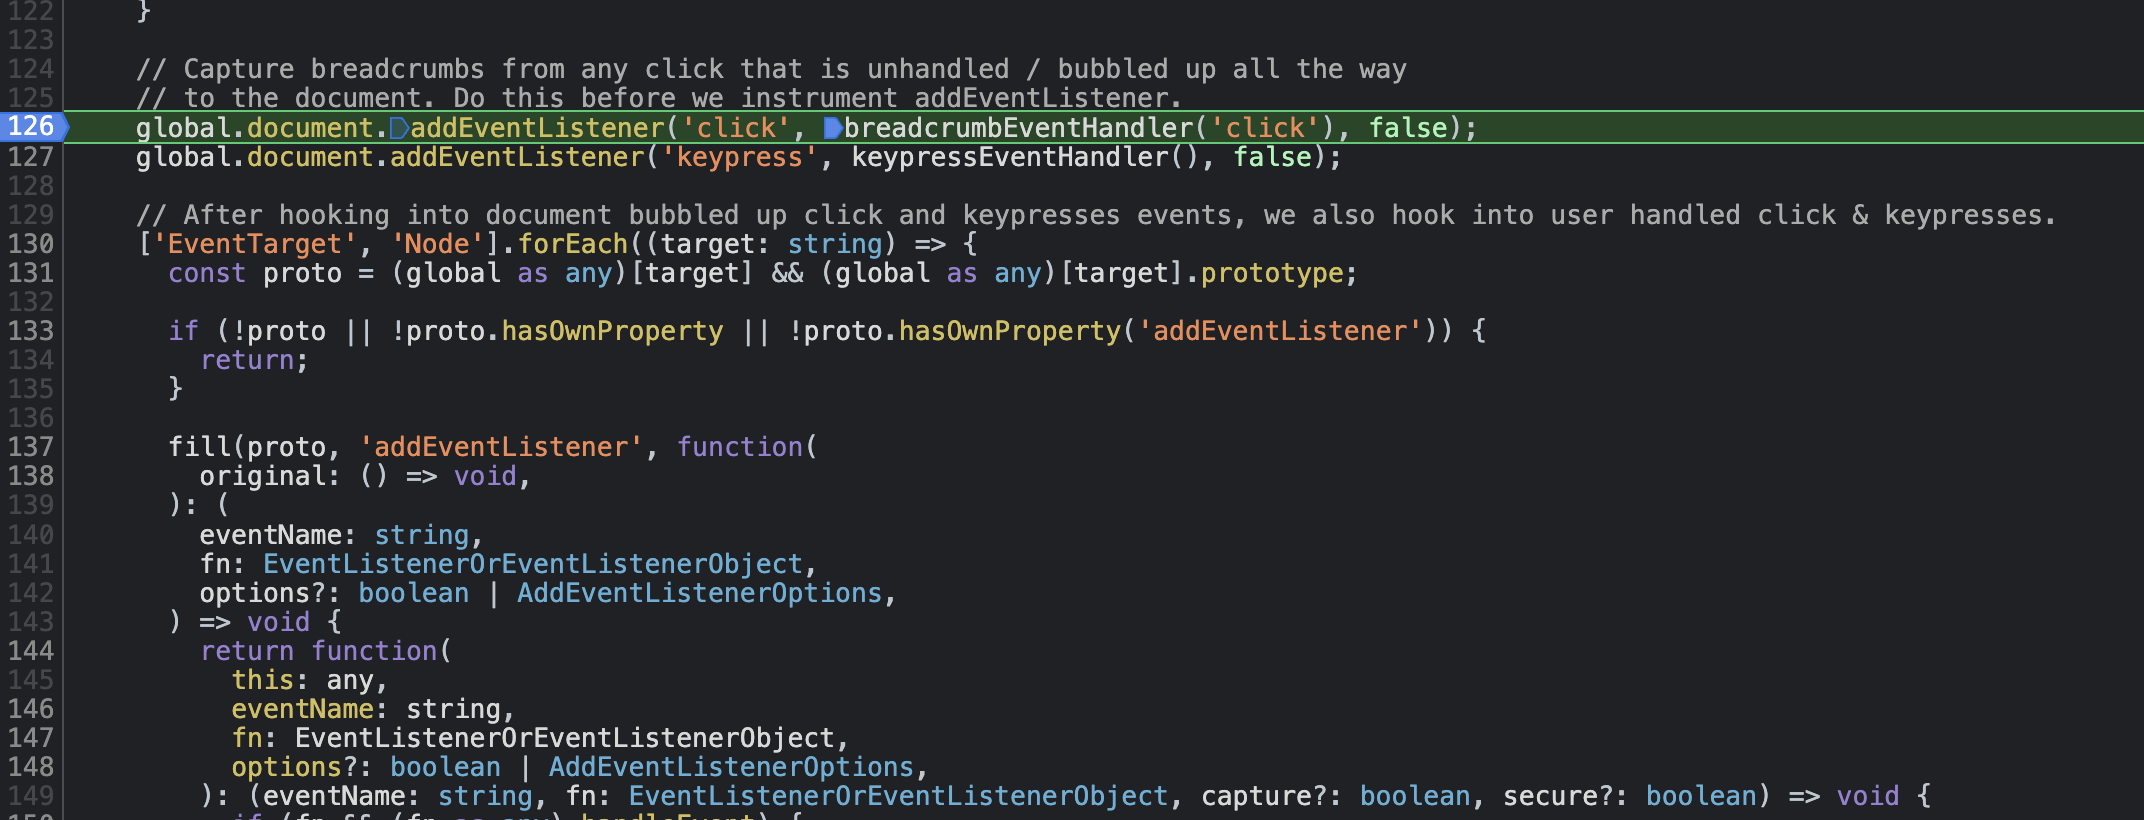 122 }
123
124 // Capture breadcrumbs from any click that is unhandled / bubbled up all the way
125 // to the document. Do this before we instrument addEventListener.
126 global.document.addEventListener('click', breadcrumbEventHandler('click'), false);
127 global.document.addEventListener('keypress', keypressEventHandler(), false);
128
129 // After hooking into document bubbled up click and keypresses events, we also hook into user handled click & keypresses.
130 ['EventTarget', 'Node'].forEach((target: string) => {
131 const proto = (global as any)[target] && (global as any)[target].prototype;
132
133 if (!proto || !proto.hasOwnProperty || !proto.hasOwnProperty('addEventListener')) {
134 return;
135 }
136
137 fill(proto, 'addEventListener', function(
138 original: () => void,
139 ): (
140 eventName: string,
141 fn: EventListenerOrEventListenerObject,
142 options?: boolean | AddEventListenerOptions,
143 ) => void {
144 return function(
145 this: any,
146 eventName: string,
147 fn: EventListenerOrEventListenerObject,
148 options?: boolean | AddEventListenerOptions,
149 ): (eventName: string, fn: EventListenerOrEventListenerObject, capture?: boolean, secure?: boolean) => void {
150 if (fn && (fn as any).handleEvent) {